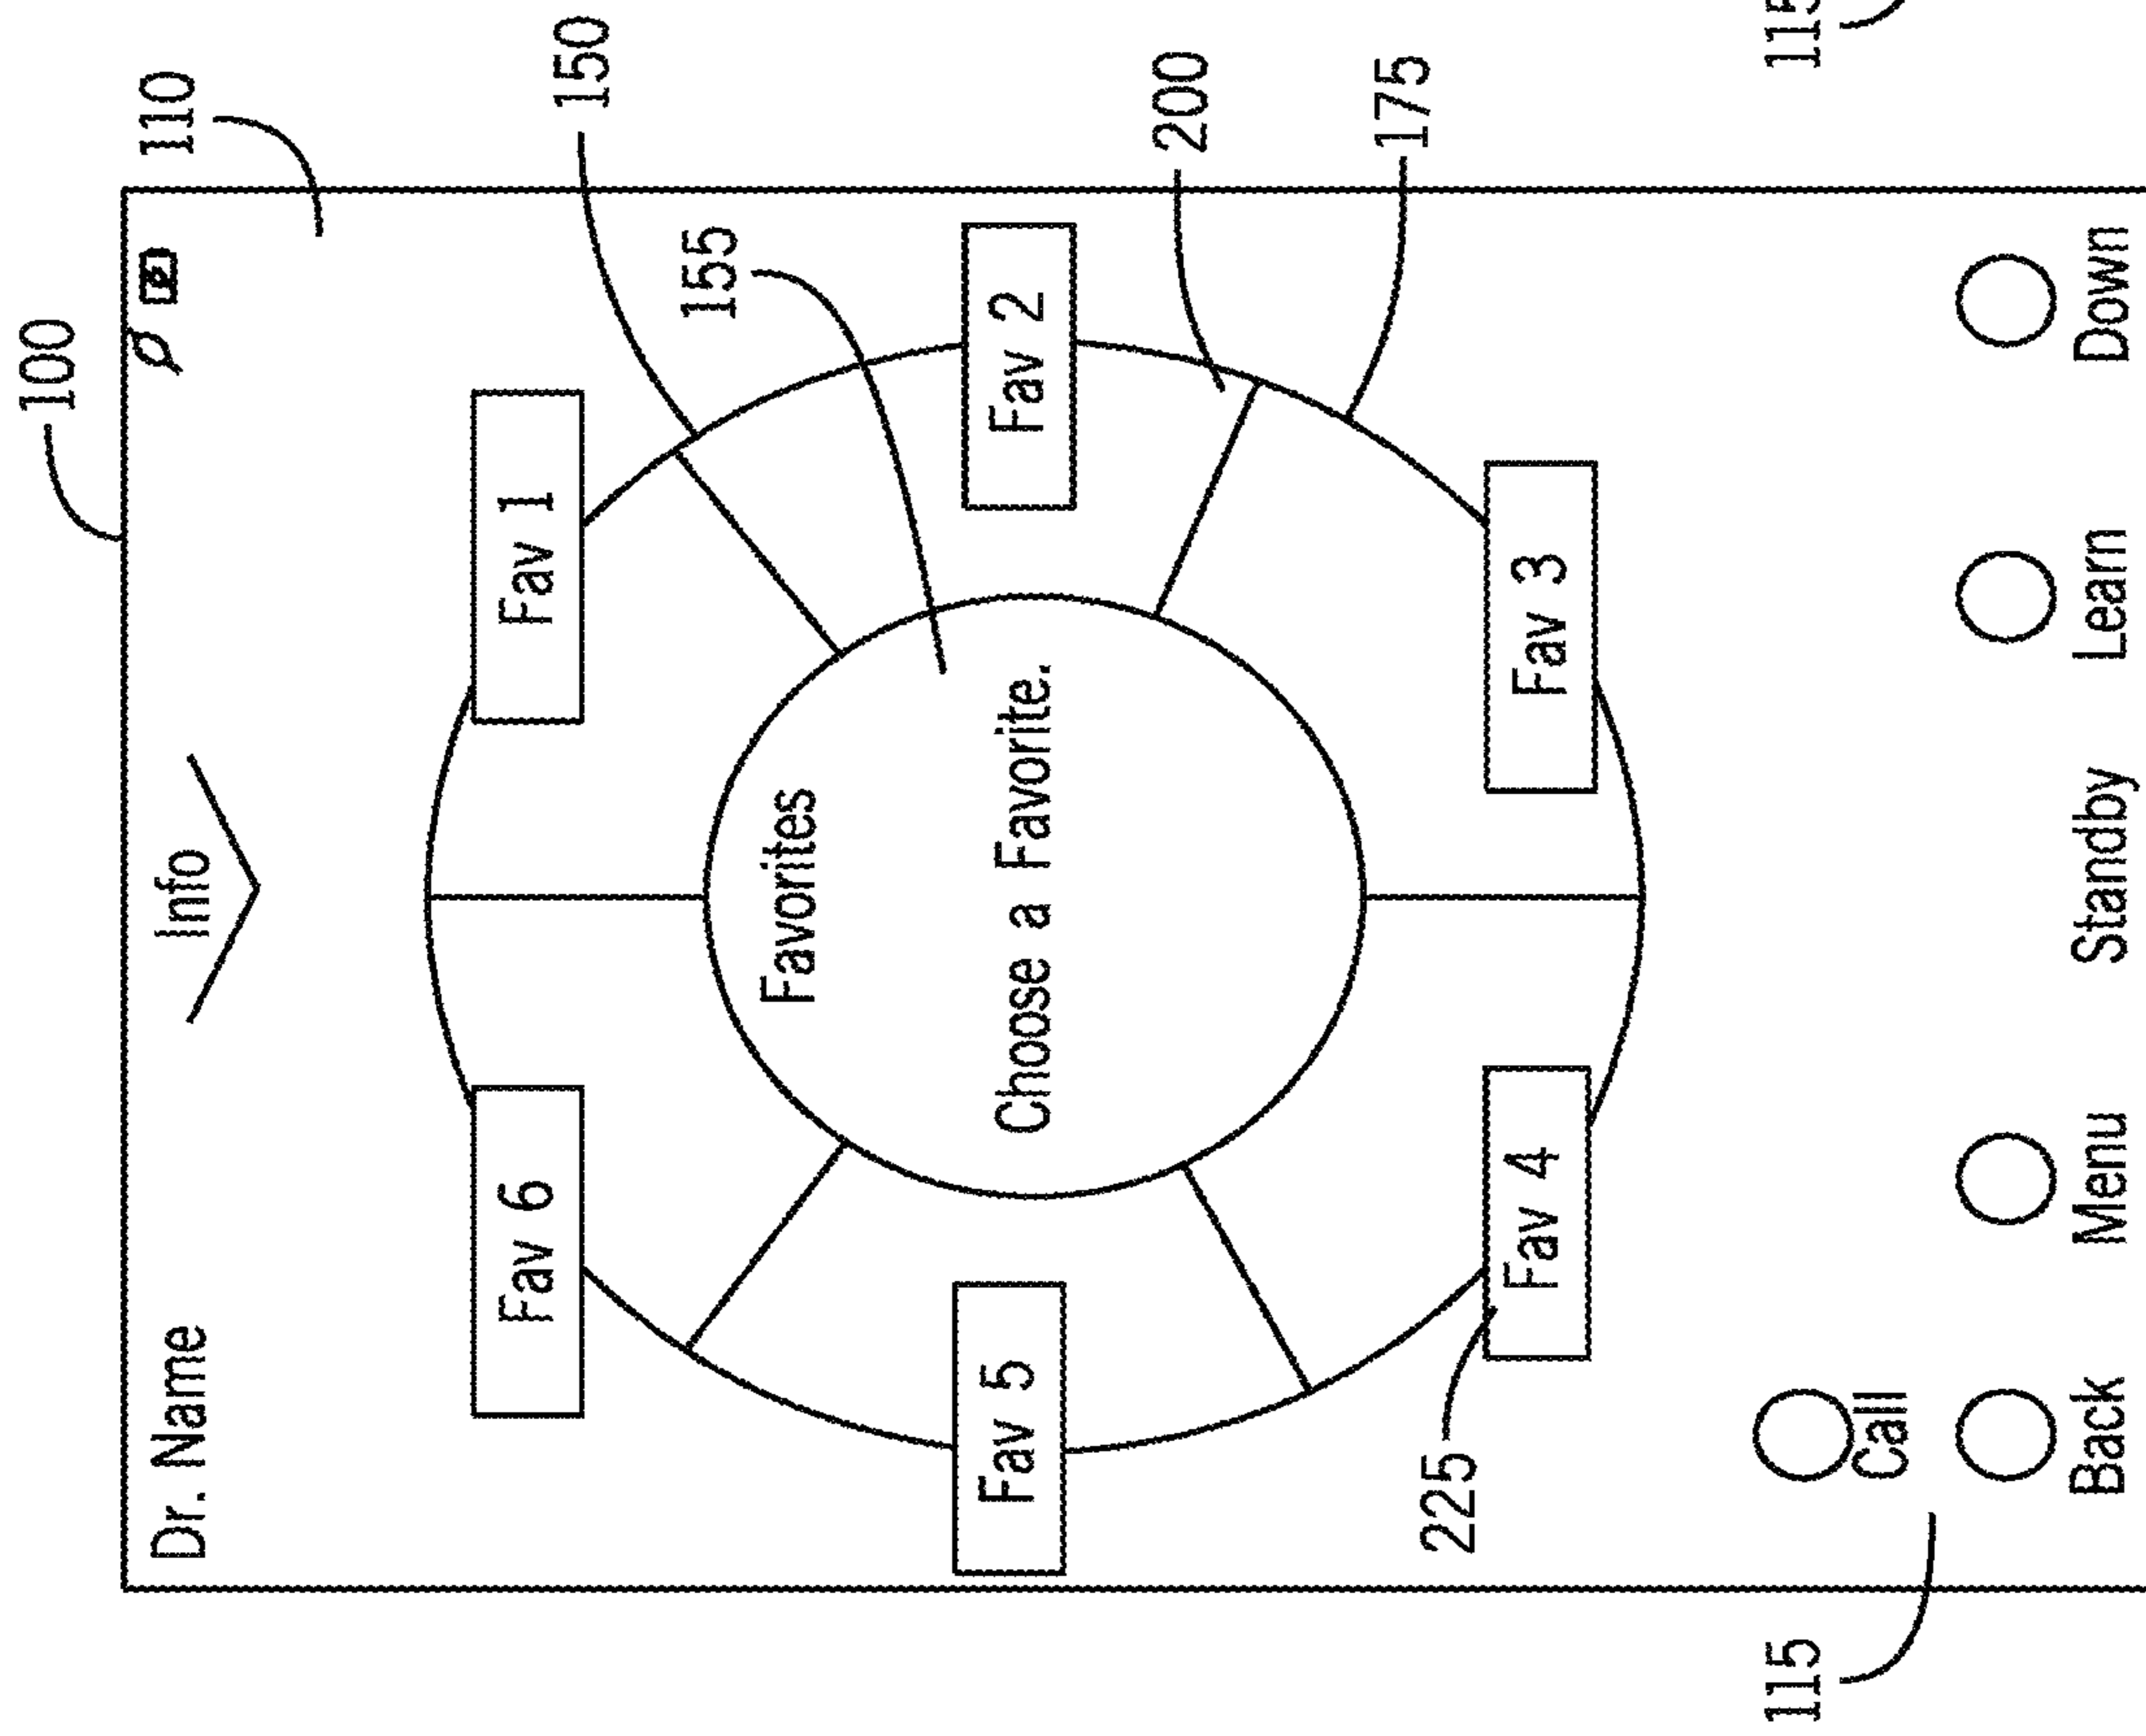 100
Dr. Name
Info
110
Fav 6
Fav 1
150
155
Favorites
Fav 5
Choose a Favorite.
Fav 2
200
175
225
Fav 4
Fav 3
115
115
Call
Back
Menu
Standby
Learn
Down